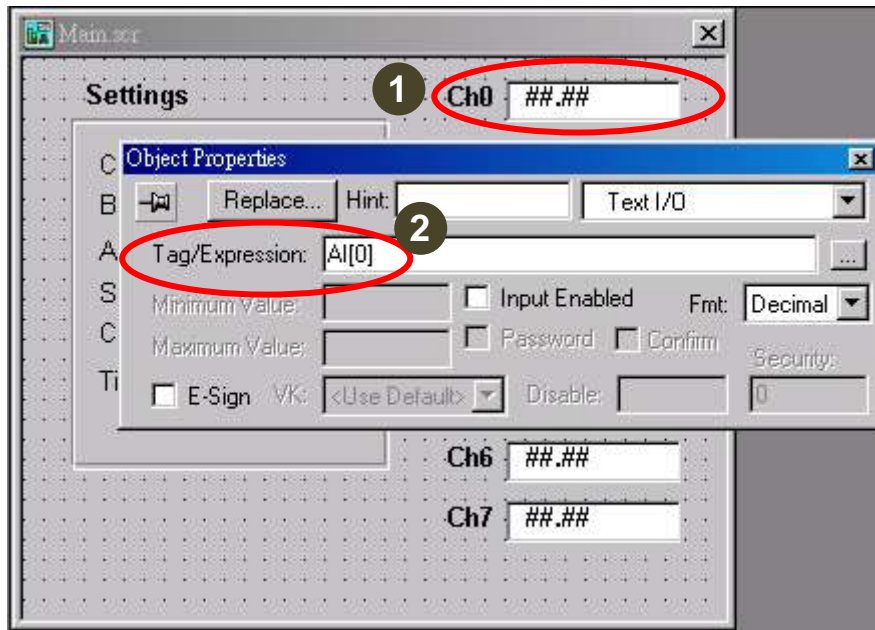 Main.scr
Settings
1
Ch0 ##.##
Object Properties
C
B
A
S
C
Ti
Replace... Hint: Text I/O
2
Tag/Expression: AI[0] ...
Minimum Value: Input Enabled Fmt: Decimal
Maximum Value: Password Confirm Security:
E-Sign VK: <Use Default> Disable: 0
Ch6 ##.##
Ch7 ##.##